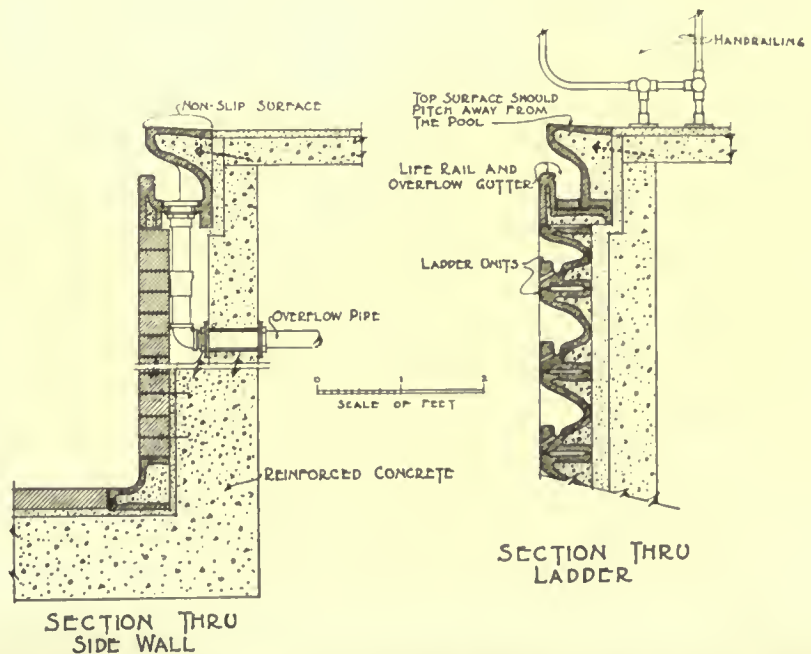 NON-SLIP SURFACE
OVERFLOW PIPE
REINFORCED CONCRETE
SECTION THRU
SIDE WALL
0 1 2
SCALE OF FEET
HANDRAILING
TOP SURFACE SHOULD
PITCH AWAY FROM
THE POOL
LIFE RAIL AND
OVERFLOW GUTTER
LADDER UNITS
SECTION THRU
LADDER